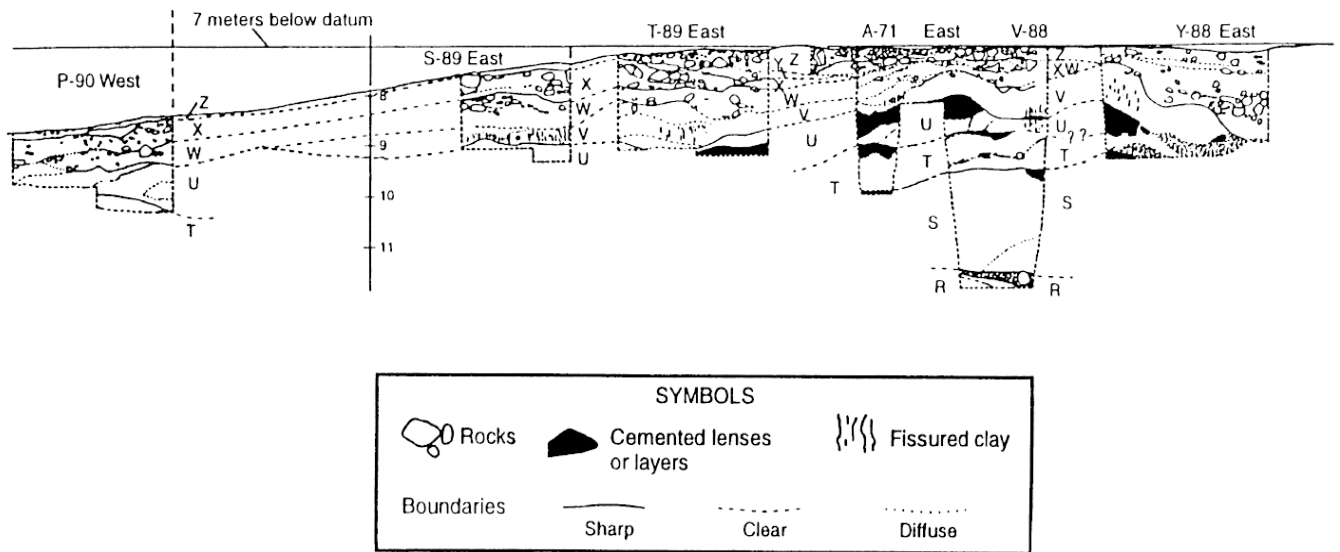 7 meters below datum
P-90 West
S-89 East
T-89 East
A-71
East
V-88
Y-88 East
Z
X
W
U
T
8
9
10
11
X
W
V
U
Y
Z
X
W
V
U
T
U
T
S
R
Z
XW
V
U
? ?
T
S
R
SYMBOLS
Rocks
Cemented lenses
or layers
Fissured clay
Boundaries
Sharp
Clear
Diffuse